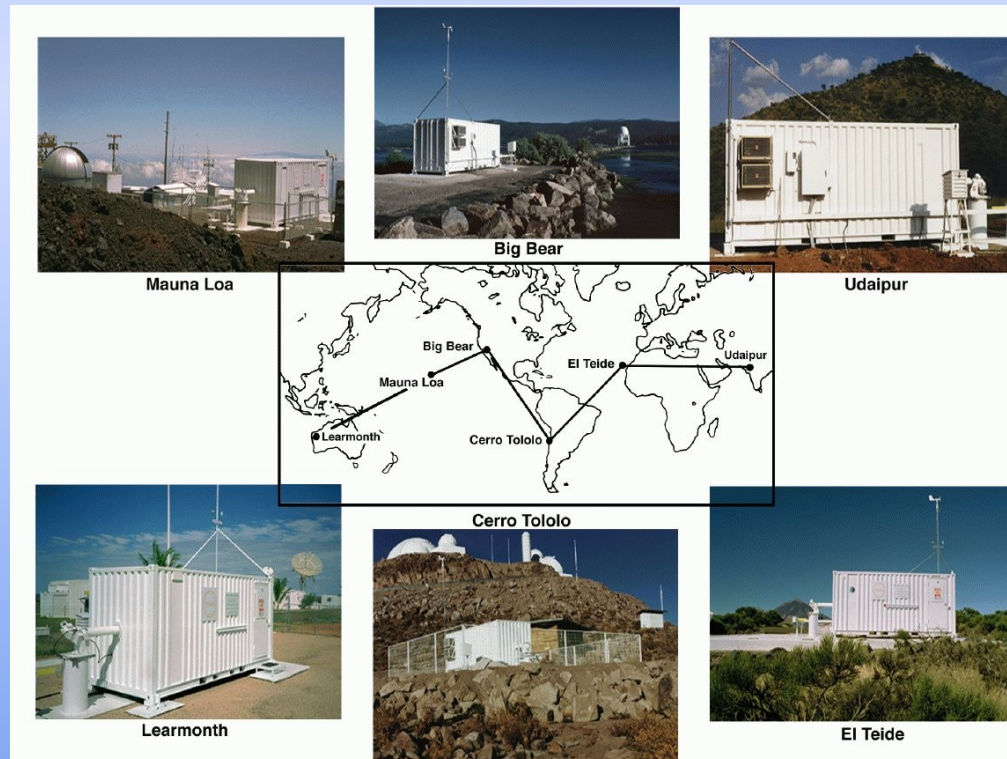 Mauna Loa
Big Bear
Udaipur
Big Bear
El Teide
Udaipur
Mauna Loa
Learmonth
Cerro Tololo
Cerro Tololo
Learmonth
El Teide